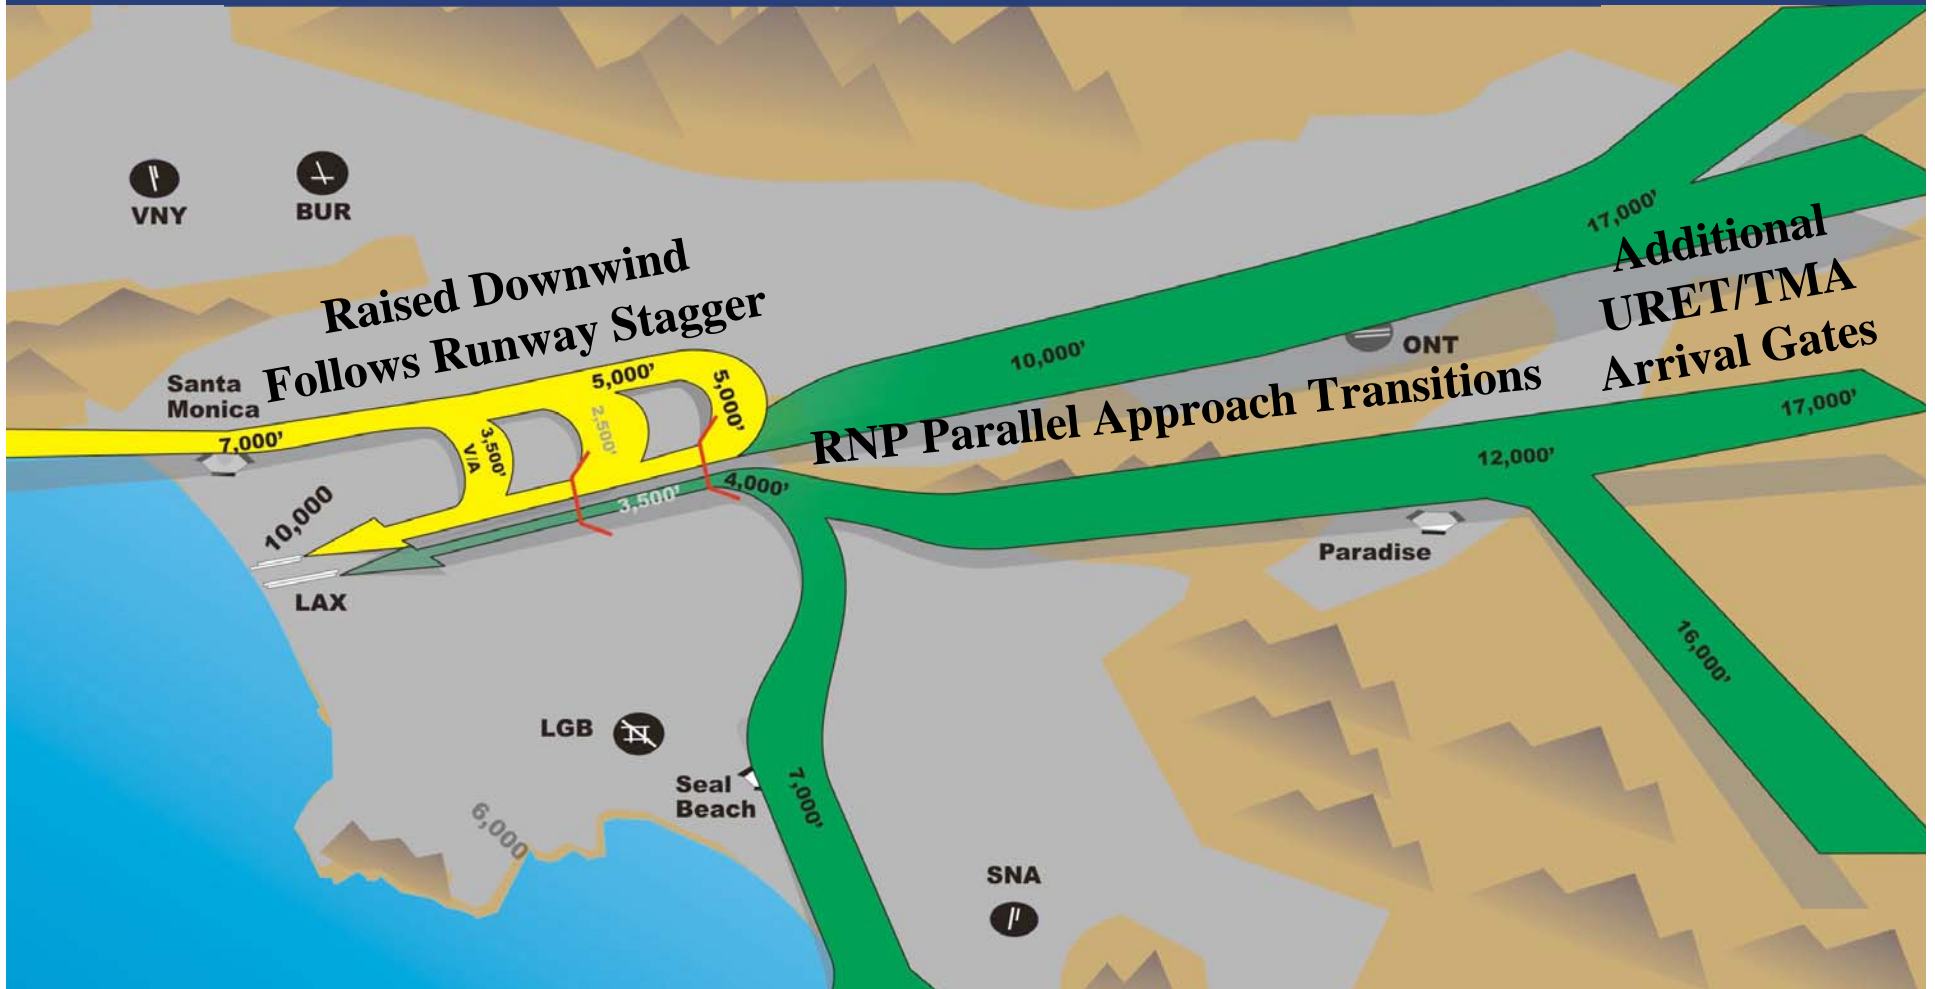 VNY
BUR
Raised Downwind
Follows Runway Stagger
Santa
Monica
7,000’
5,000’
5,000’
3,500’
V/A
2,500’
10,000
LAX
3,500’
4,000’
10,000’
17,000’
Additional
URET/TMA
Arrival Gates
ONT
RNP Parallel Approach Transitions
17,000’
12,000’
Paradise
16,000’
LGB
Seal
Beach
7,000’
6,000
SNA